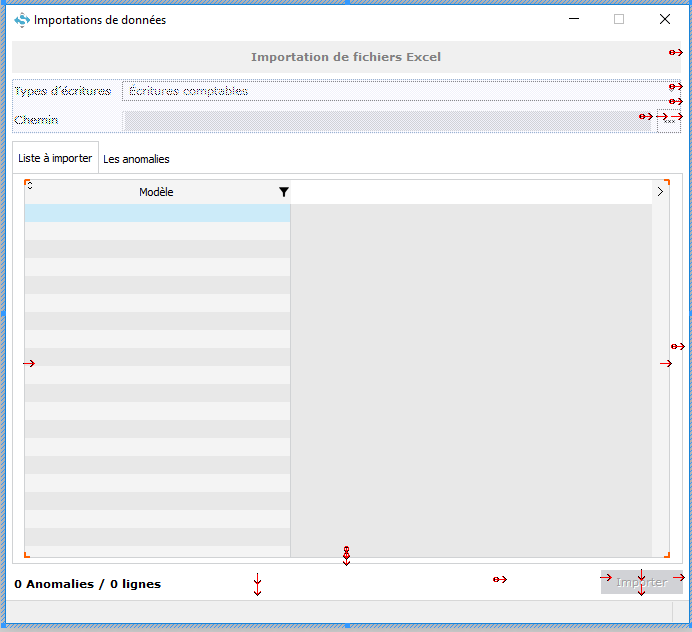 Importations de données
Importation de fichiers Excel
Types d'écritures Écritures comptables
Chemin ...
Liste à importer Les anomalies
Modèle
0 Anomalies / 0 lignes
Importer